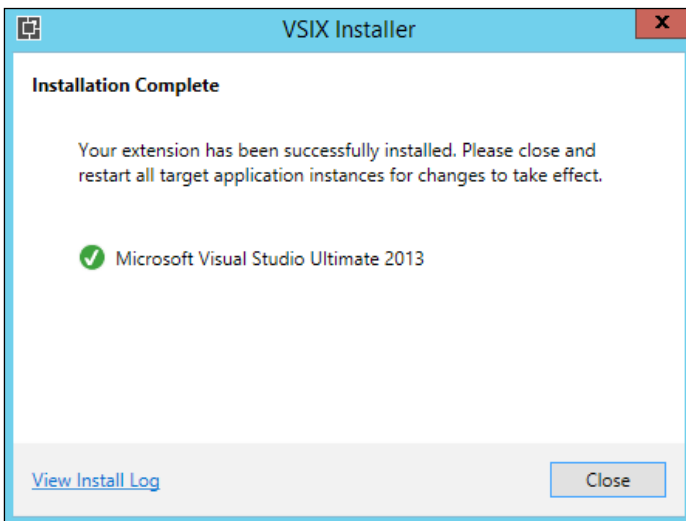 VSIX Installer
x
Installation Complete
Your extension has been successfully installed. Please close and
restart all target application instances for changes to take effect.
Microsoft Visual Studio Ultimate 2013
View Install Log
Close